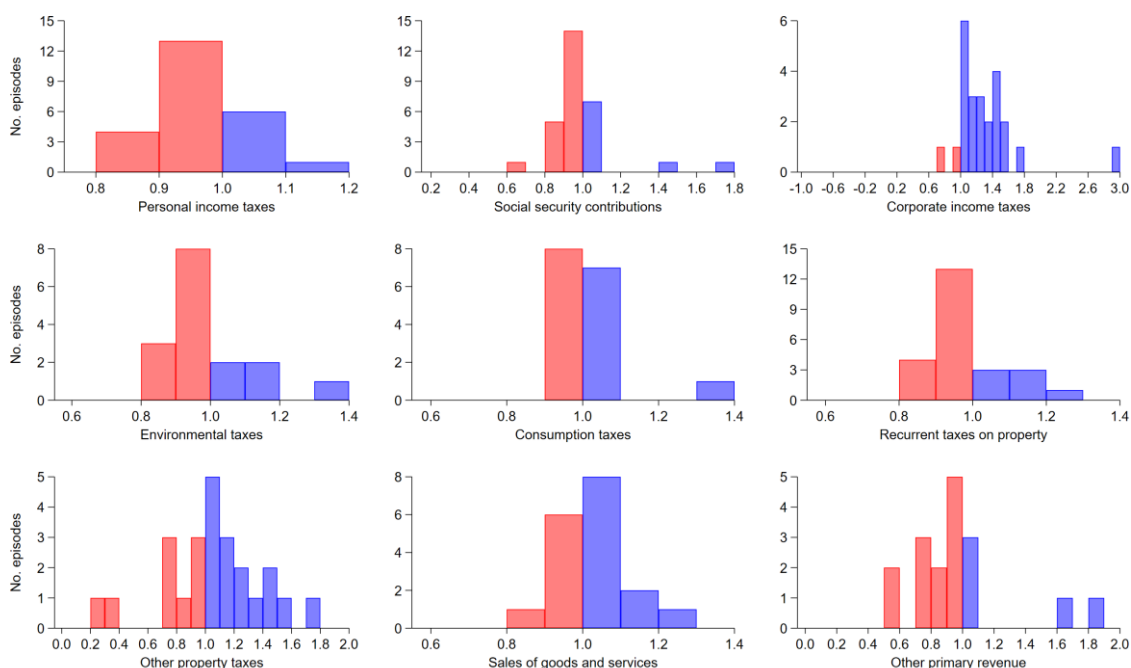 15
12
9
6
3
0
No. episodes
0.8 0.9 1.0 1.1 1.2
Personal income taxes
15
12
9
6
3
0
0.2 0.4 0.6 0.8 1.0 1.2 1.4 1.6 1.8
Social security contributions
6
4
2
0
-1.0 -0.6 -0.2 0.2 0.6 1.0 1.4 1.8 2.2 2.6 3.0
Corporate income taxes
8
6
4
2
0
No. episodes
0.6 0.8 1.0 1.2 1.4
Environmental taxes
8
6
4
2
0
0.6 0.8 1.0 1.2 1.4
Consumption taxes
15
12
9
6
3
0
0.6 0.8 1.0 1.2 1.4
Recurrent taxes on property
5
4
3
2
1
0
No. episodes
0.0 0.2 0.4 0.6 0.8 1.0 1.2 1.4 1.6 1.8 2.0
Other property taxes
8
6
4
2
0
0.6 0.8 1.0 1.2 1.4
Sales of goods and services
5
4
3
2
1
0
0.0 0.2 0.4 0.6 0.8 1.0 1.2 1.4 1.6 1.8 2.0
Other primary revenue